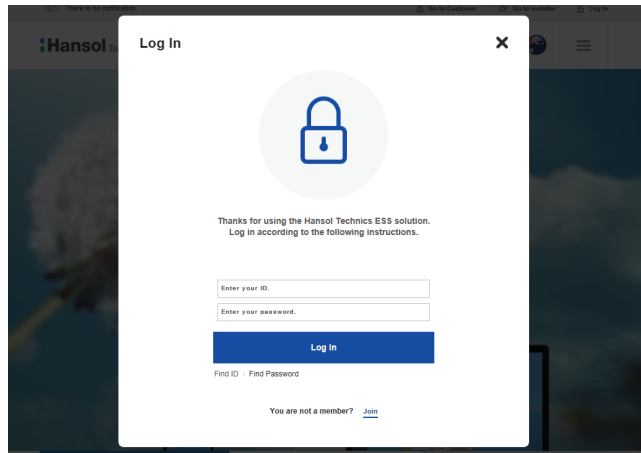 There is no notification
Go to Customer
Go to Installer
Log In
Hansol
Log In
Thanks for using the Hansol Technics ESS solution.
Log in according to the following instructions.
Enter your ID.
Enter your password.
Log In
Find ID
Find Password
You are not a member? Join